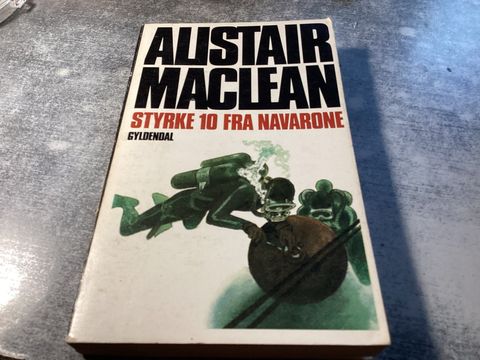 ALISTAIR
MACLEAN
STYRKE 10 FRA NAVARONE
GYLDENDAL